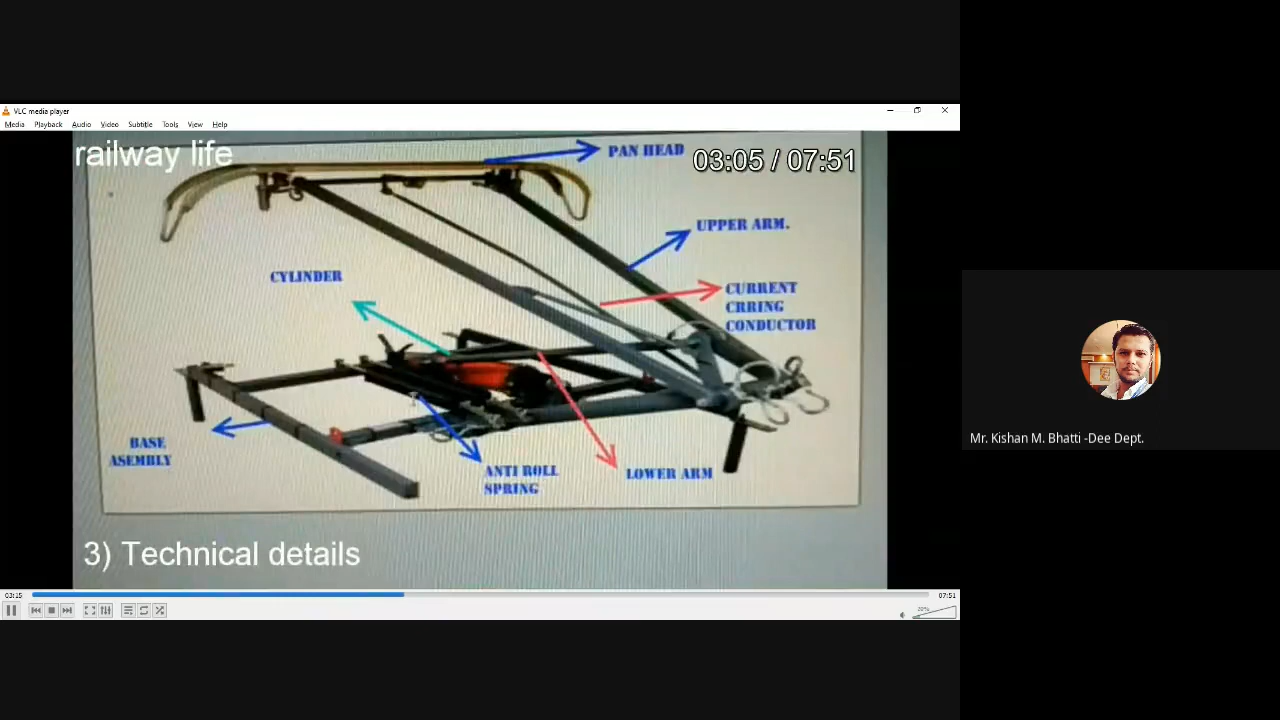 VLC media player
Media Playback Audio Video Subtitle Tools View Help
railway life
03:05 / 07:51
PAN HEAD
UPPER ARM.
CYLINDER
CURRENT
CRRING
CONDUCTOR
BASE
ASEMBLY
ANTI ROLL
SPRING
LOWER ARM
3) Technical details
03:15
07:51
Mr. Kishan M. Bhatti -Dee Dept.